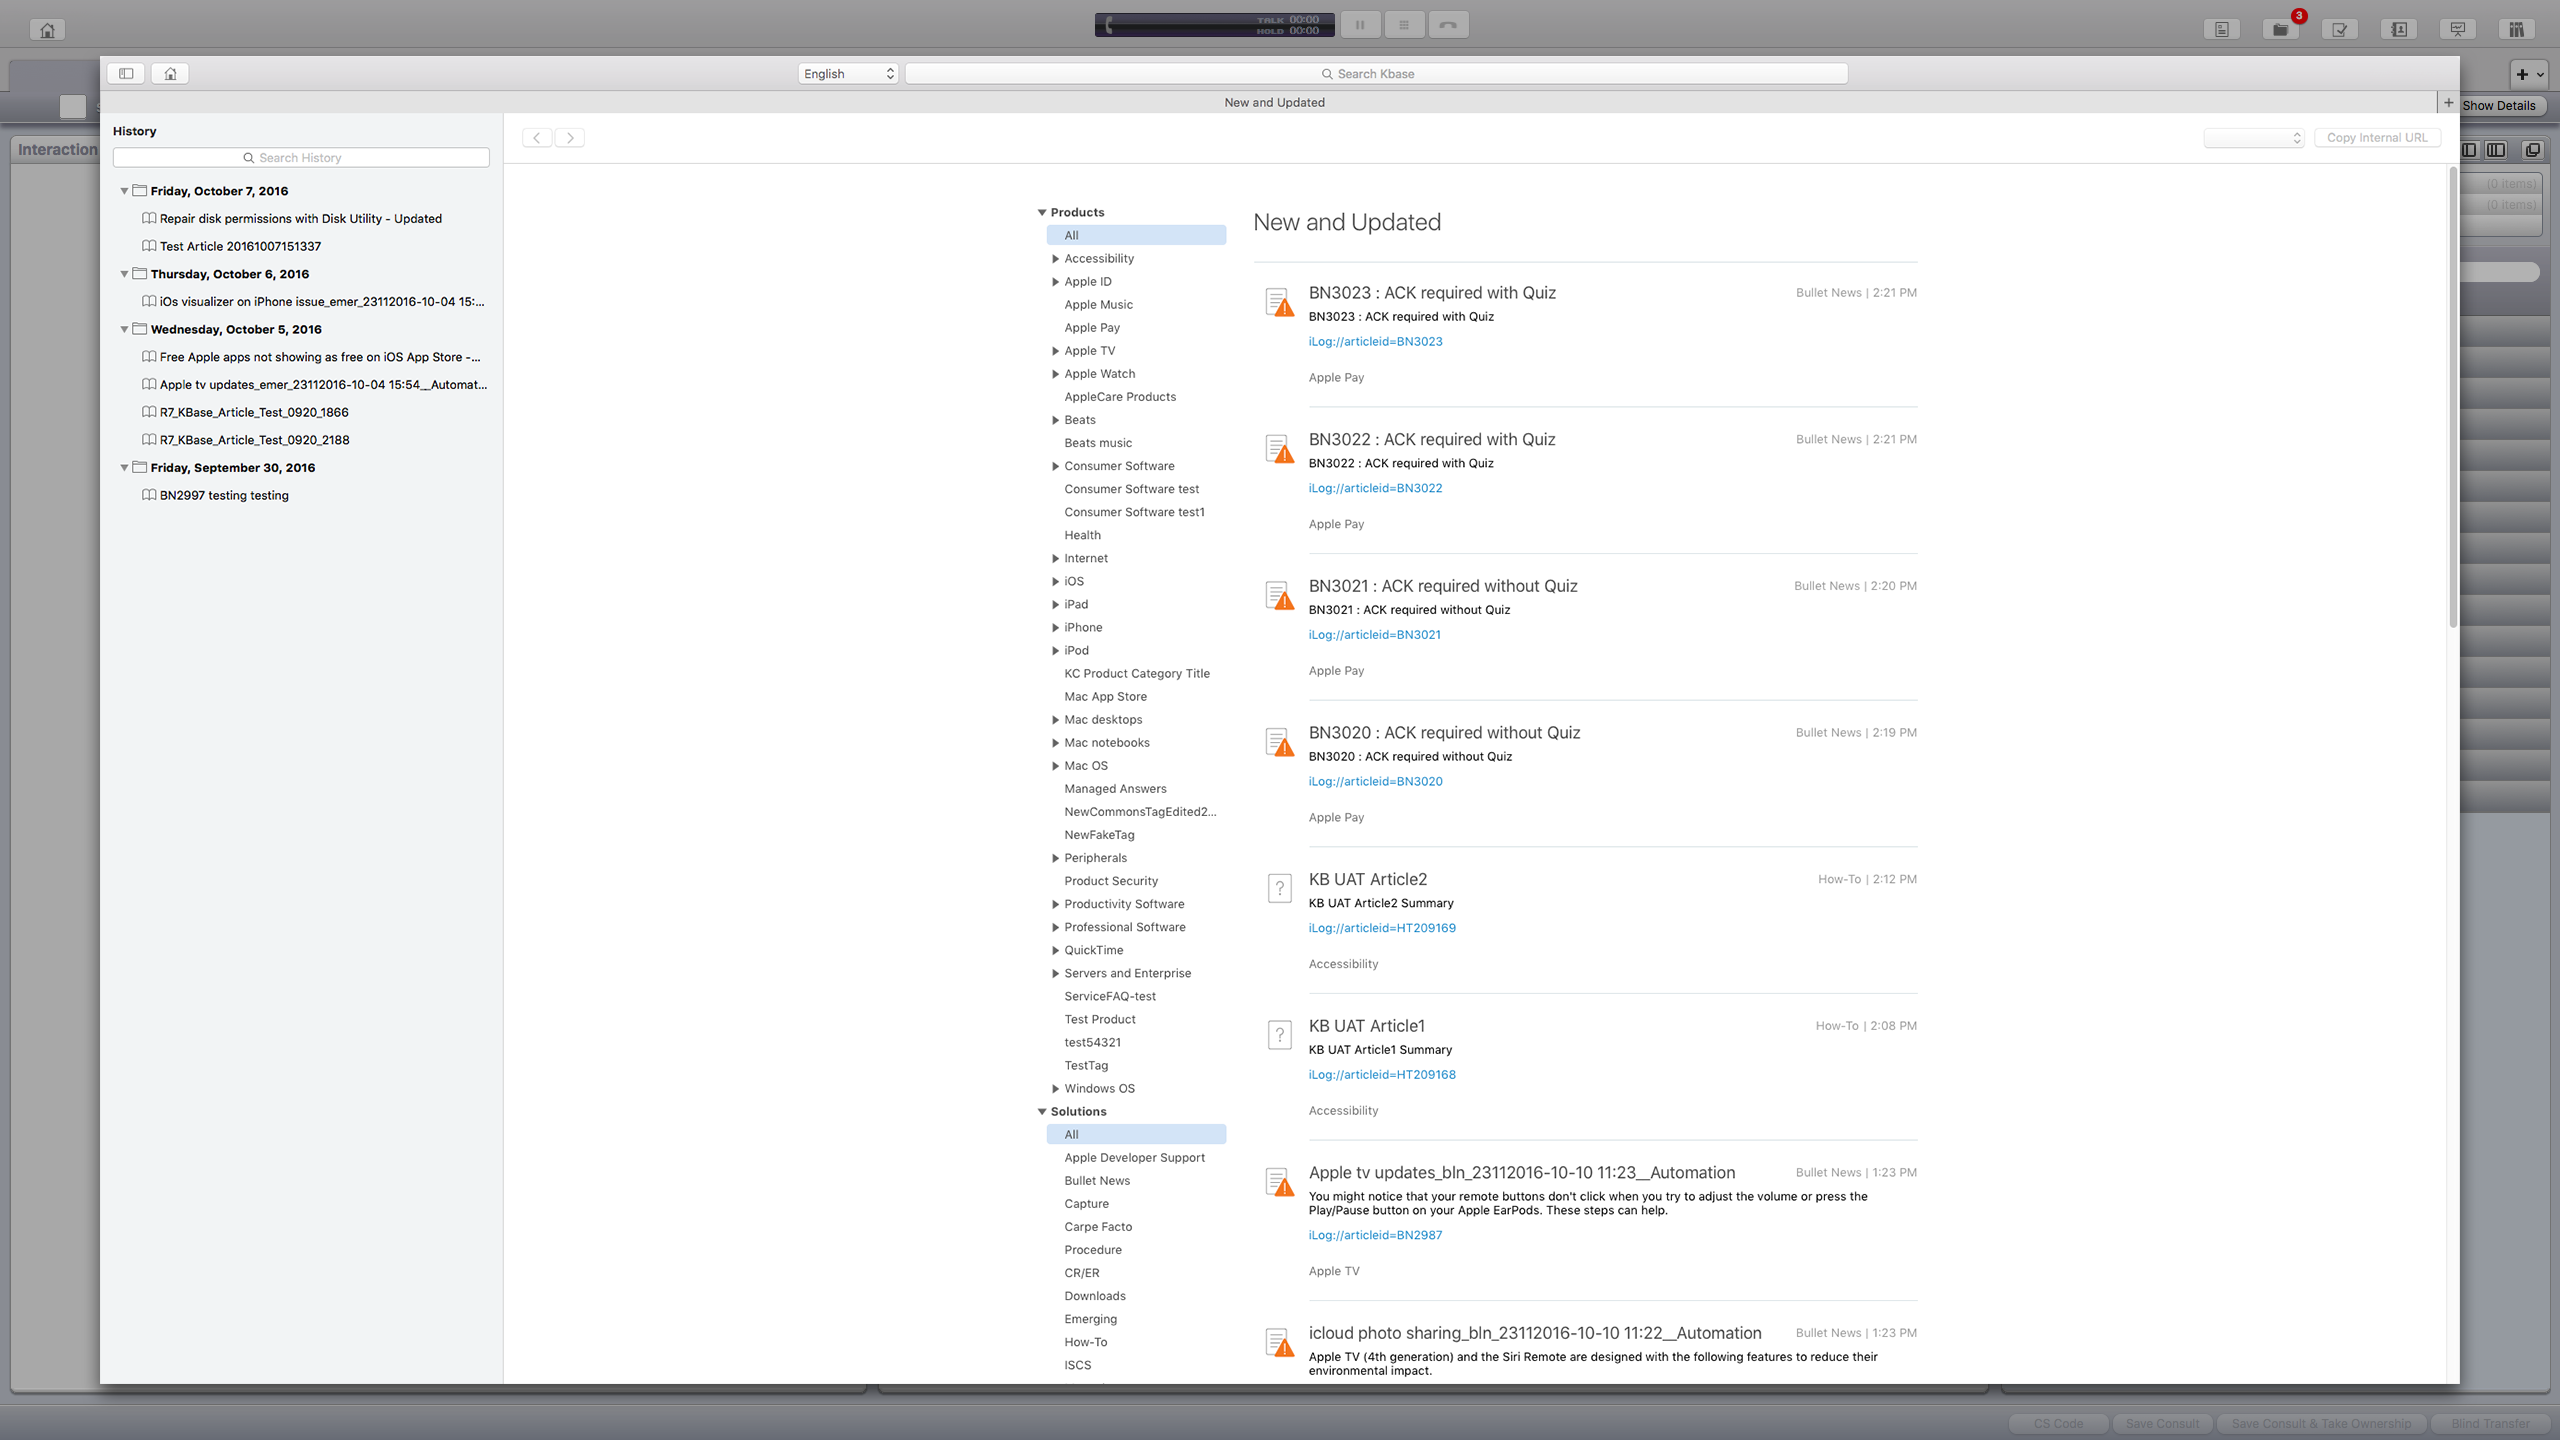 TALK 00:00
HOLD 00:00
3
English
Search Kbase
New and Updated
Show Details
Interaction
History
Search History
Friday, October 7, 2016
Repair disk permissions with Disk Utility - Updated
Test Article 20161007151337
Thursday, October 6, 2016
iOs visualizer on iPhone issue_emer_23112016-10-04 15:...
Wednesday, October 5, 2016
Free Apple apps not showing as free on iOS App Store -...
Apple tv updates_emer_23112016-10-04 15:54__Automat...
R7_KBase_Article_Test_0920_1866
R7_KBase_Article_Test_0920_2188
Friday, September 30, 2016
BN2997 testing testing
Copy Internal URL
(0 items)
(0 items)
Products
All
Accessibility
Apple ID
Apple Music
Apple Pay
Apple TV
Apple Watch
AppleCare Products
Beats
Beats music
Consumer Software
Consumer Software test
Consumer Software test1
Health
Internet
iOS
iPad
iPhone
iPod
KC Product Category Title
Mac App Store
Mac desktops
Mac notebooks
Mac OS
Managed Answers
NewCommonsTagEdited2...
NewFakeTag
Peripherals
Product Security
Productivity Software
Professional Software
QuickTime
Servers and Enterprise
ServiceFAQ-test
Test Product
test54321
TestTag
Windows OS
Solutions
All
Apple Developer Support
Bullet News
Capture
Carpe Facto
Procedure
CR/ER
Downloads
Emerging
How-To
ISCS
New and Updated
BN3023 : ACK required with Quiz
Bullet News | 2:21 PM
BN3023 : ACK required with Quiz
iLog://articleid=BN3023
Apple Pay
BN3022 : ACK required with Quiz
Bullet News | 2:21 PM
BN3022 : ACK required with Quiz
iLog://articleid=BN3022
Apple Pay
BN3021 : ACK required without Quiz
Bullet News | 2:20 PM
BN3021 : ACK required without Quiz
iLog://articleid=BN3021
Apple Pay
BN3020 : ACK required without Quiz
Bullet News | 2:19 PM
BN3020 : ACK required without Quiz
iLog://articleid=BN3020
Apple Pay
KB UAT Article2
How-To | 2:12 PM
KB UAT Article2 Summary
iLog://articleid=HT209169
Accessibility
KB UAT Article1
How-To | 2:08 PM
KB UAT Article1 Summary
iLog://articleid=HT209168
Accessibility
Apple tv updates_bln_23112016-10-10 11:23__Automation
Bullet News | 1:23 PM
You might notice that your remote buttons don't click when you try to adjust the volume or press the
Play/Pause button on your Apple EarPods. These steps can help.
iLog://articleid=BN2987
Apple TV
icloud photo sharing_bln_23112016-10-10 11:22__Automation
Bullet News | 1:23 PM
Apple TV (4th generation) and the Siri Remote are designed with the following features to reduce their
environmental impact.
CS Code
Save Consult
Save Consult & Take Ownership
Blind Transfer